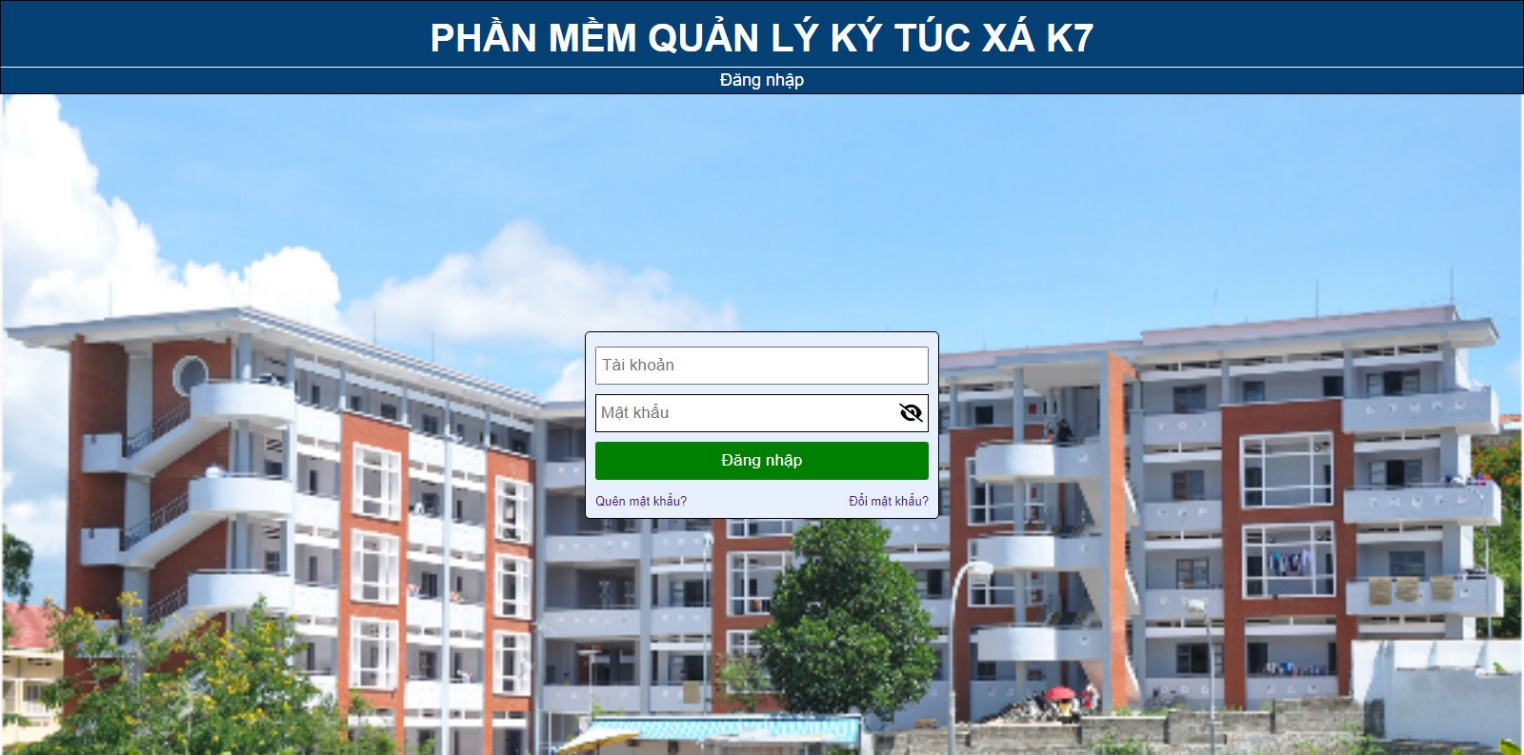 PHẦN MỀM QUẢN LÝ KÝ TÚC XÁ K7
Đăng nhập
Tài khoản
Mật khẩu
Đăng nhập
Quên mật khẩu? Đổi mật khẩu?